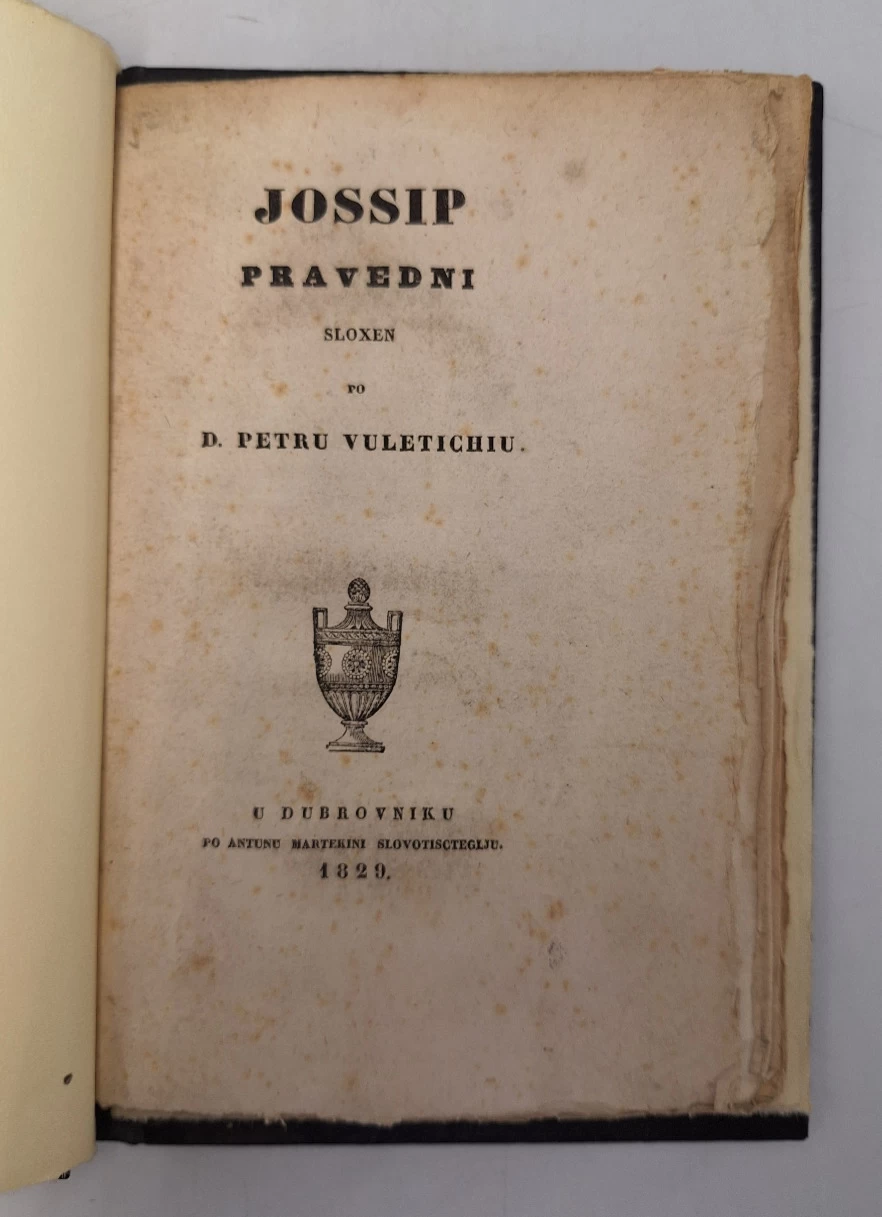 JOSSIP
PRAVEDNI
SLOXEN
PO
D. PETRU VULETICHIU.
U DUBROVNIKU
PO ANTUNU MARTEKINI SLOVOTISCTEGLJU.
1829.